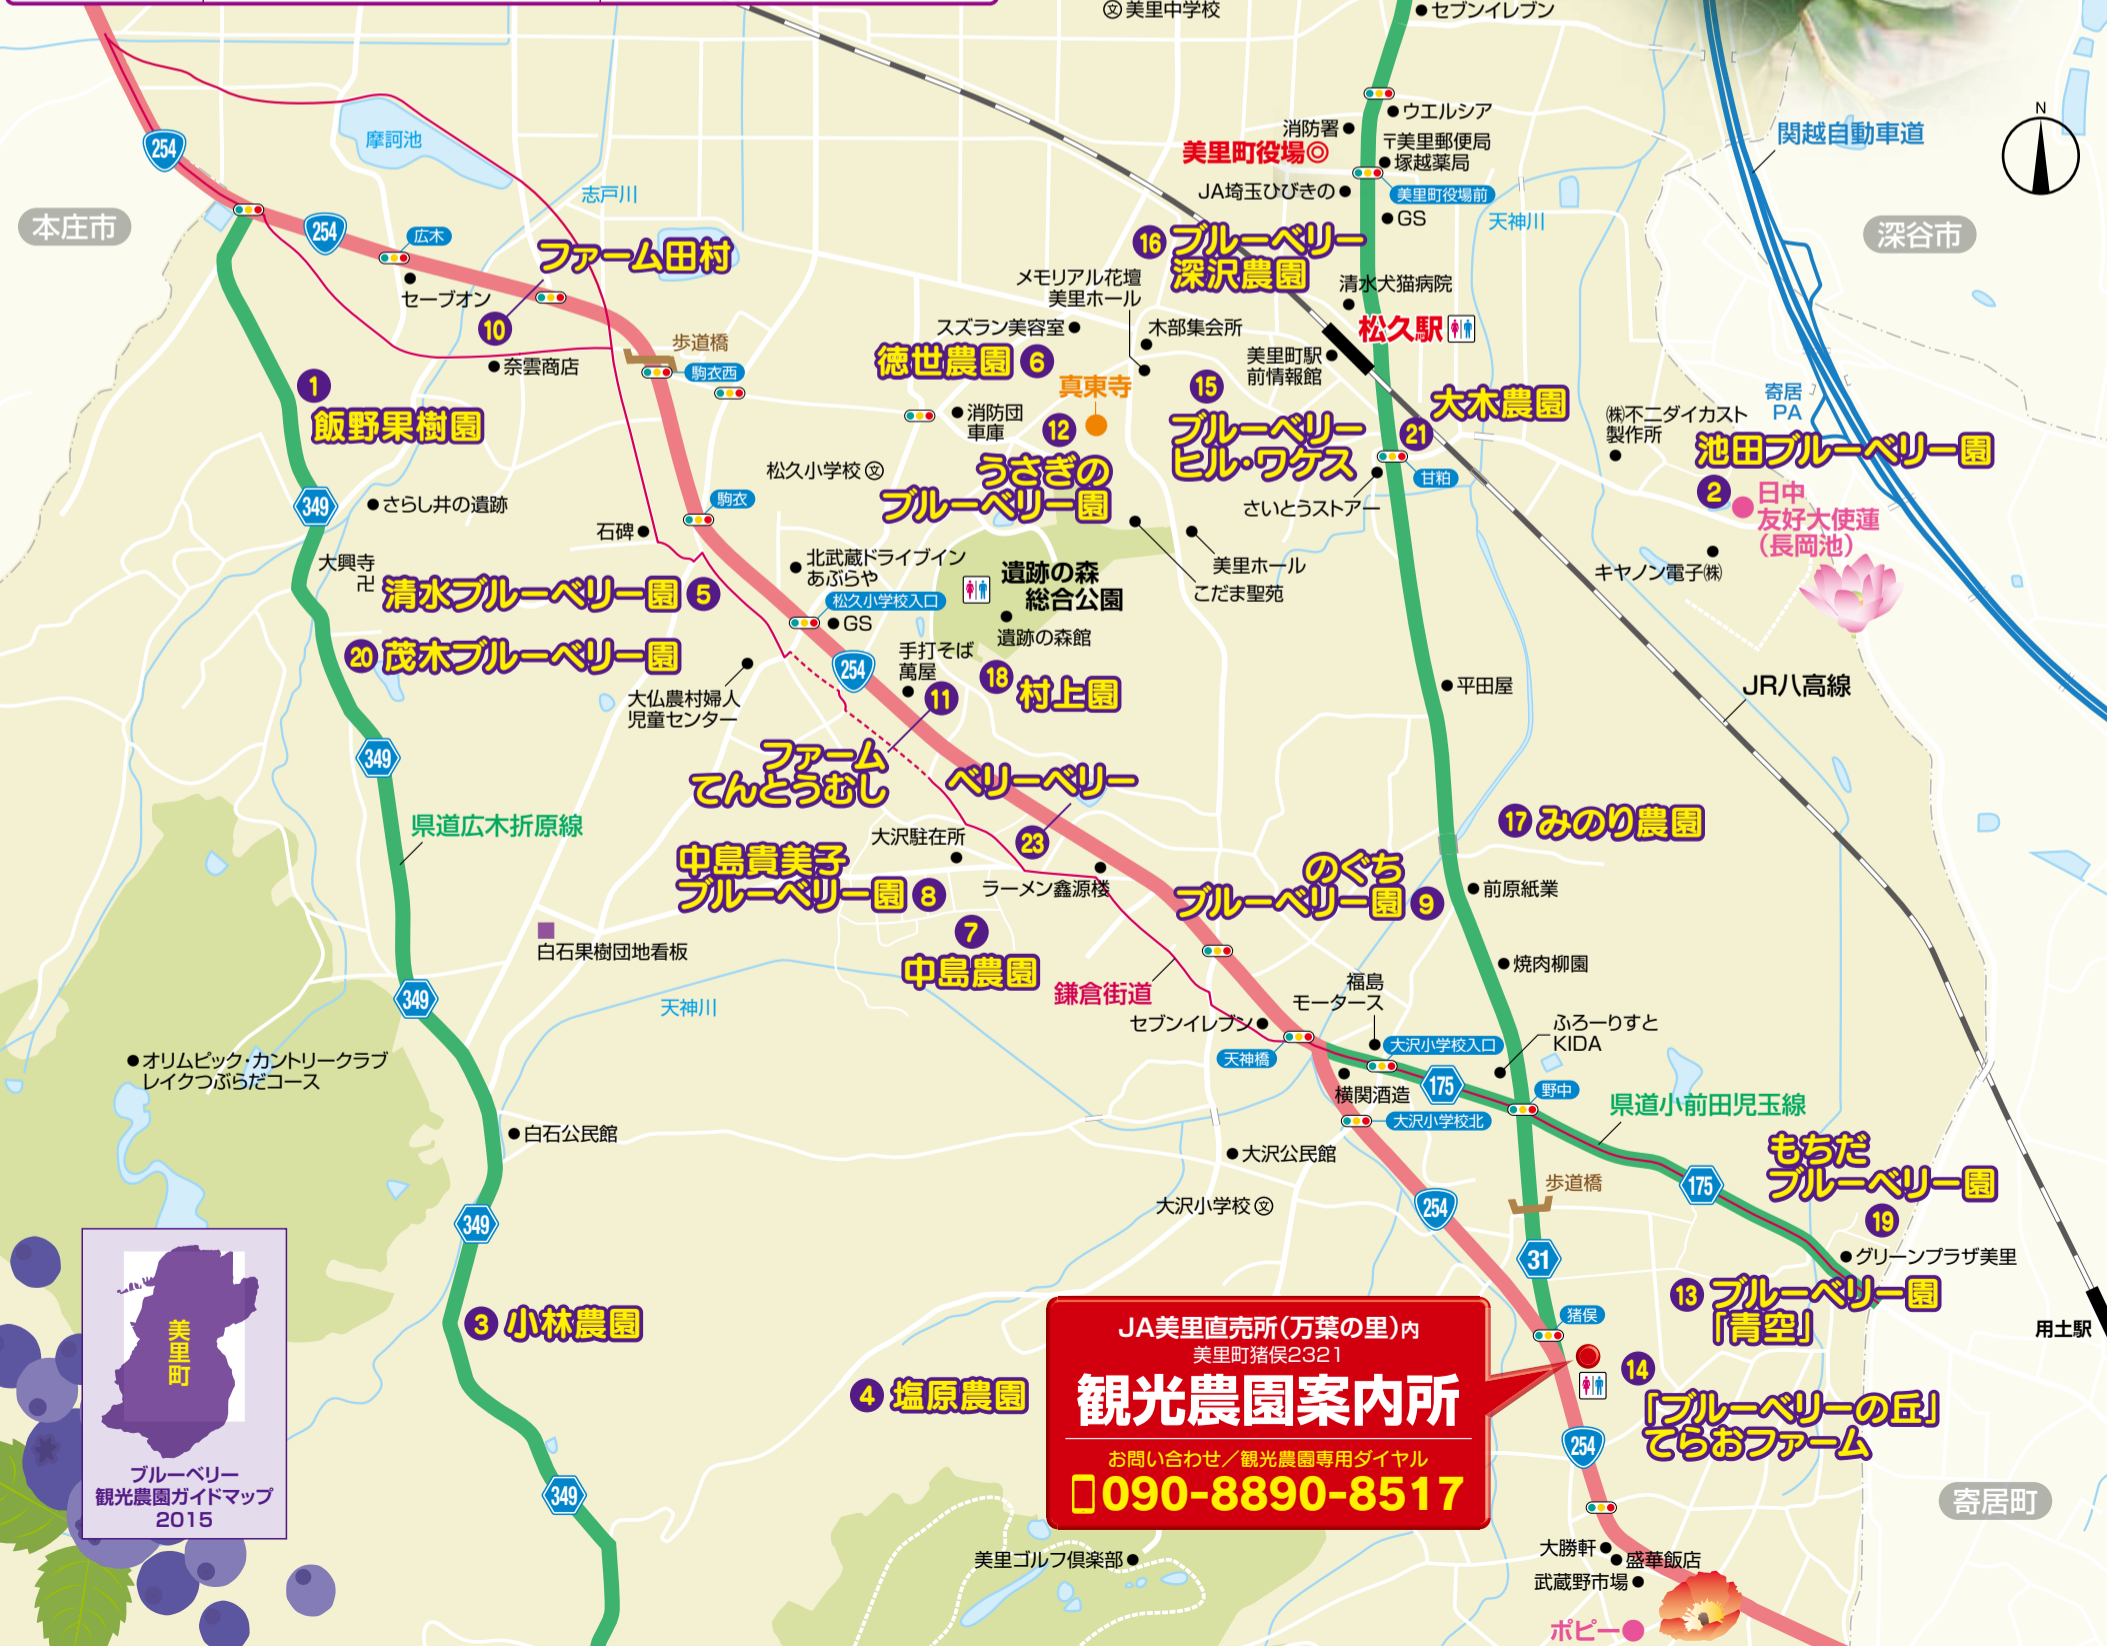 文 美里中学校
セブンイレブン
ウエルシア
消防署
〒美里郵便局
美里町役場◎
塚越薬局
JA埼玉ひびきの
美里町役場前
GS
天神川
関越自動車道
N
深谷市
本庄市
254
摩訶池
志戸川
254
広木
セーブオン
ファーム田村
10
奈雲商店
歩道橋
駒衣西
16 ブルーベリー
深沢農園
メモリアル花壇
美里ホール
清水犬猫病院
スズラン美容室
木部集会所
松久駅
徳世農園 6
美里町駅
前情報館
真東寺
15
ブルーベリー
ヒル・ワケス
大木農園
21
甘粕
さいとうストアー
㈱不二ダイカスト
製作所
寄居
PA
池田ブルーベリー園
2
日中
友好大使蓮
(長岡池)
キヤノン電子㈱
1
飯野果樹園
消防団
車庫
12
うさぎの
ブルーベリー園
松久小学校 文
駒衣
349
さらし井の遺跡
石碑
大興寺
卍
清水ブルーベリー園 5
20 茂木ブルーベリー園
北武蔵ドライブイン
あぶらや
松久小学校入口
GS
遺跡の森
総合公園
遺跡の森館
美里ホール
こだま聖苑
手打そば
萬屋
254
11
18 村上園
大仏農村婦人
児童センター
平田屋
JR八高線
349
ファーム
てんとうむし
ベリーベリー
23
県道広木折原線
大沢駐在所
ラーメン鑫源楼
中島貴美子
ブルーベリー園 8
7
中島農園
17 みのり農園
のぐち
ブルーベリー園 9
前原紙業
焼肉柳園
白石果樹団地看板
349
天神川
鎌倉街道
福島
モータース
セブンイレブン
天神橋
大沢小学校入口
ふろーりすと
KIDA
横関酒造
175
野中
県道小前田児玉線
大沢小学校北
オリムピック・カントリークラブ
レイクつぶらだコース
白石公民館
大沢公民館
大沢小学校 文
254
歩道橋
175
もちだ
ブルーベリー園
19
グリーンプラザ美里
349
31
13 ブルーベリー園
「青空」
用土駅
猪俣
3 小林農園
4 塩原農園
JA美里直売所(万葉の里)内
美里町猪俣2321
観光農園案内所
お問い合わせ/観光農園専用ダイヤル
090-8890-8517
14
「ブルーベリーの丘」
てらおファーム
254
寄居町
美里町
ブルーベリー
観光農園ガイドマップ
2015
349
美里ゴルフ倶楽部
大勝軒
盛華飯店
武蔵野市場
ポピー